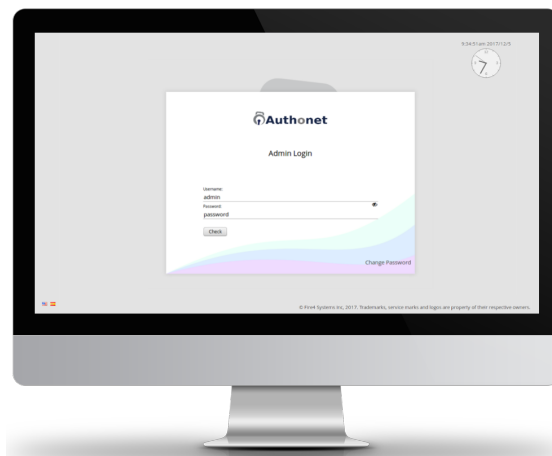 8:34:51am 2017/12/5
Authonet
Admin Login
Username:
admin
Password:
password
Check
Change Password
© Fire4 Systems Inc, 2017. Trademarks, service marks and logos are property of their respective owners.